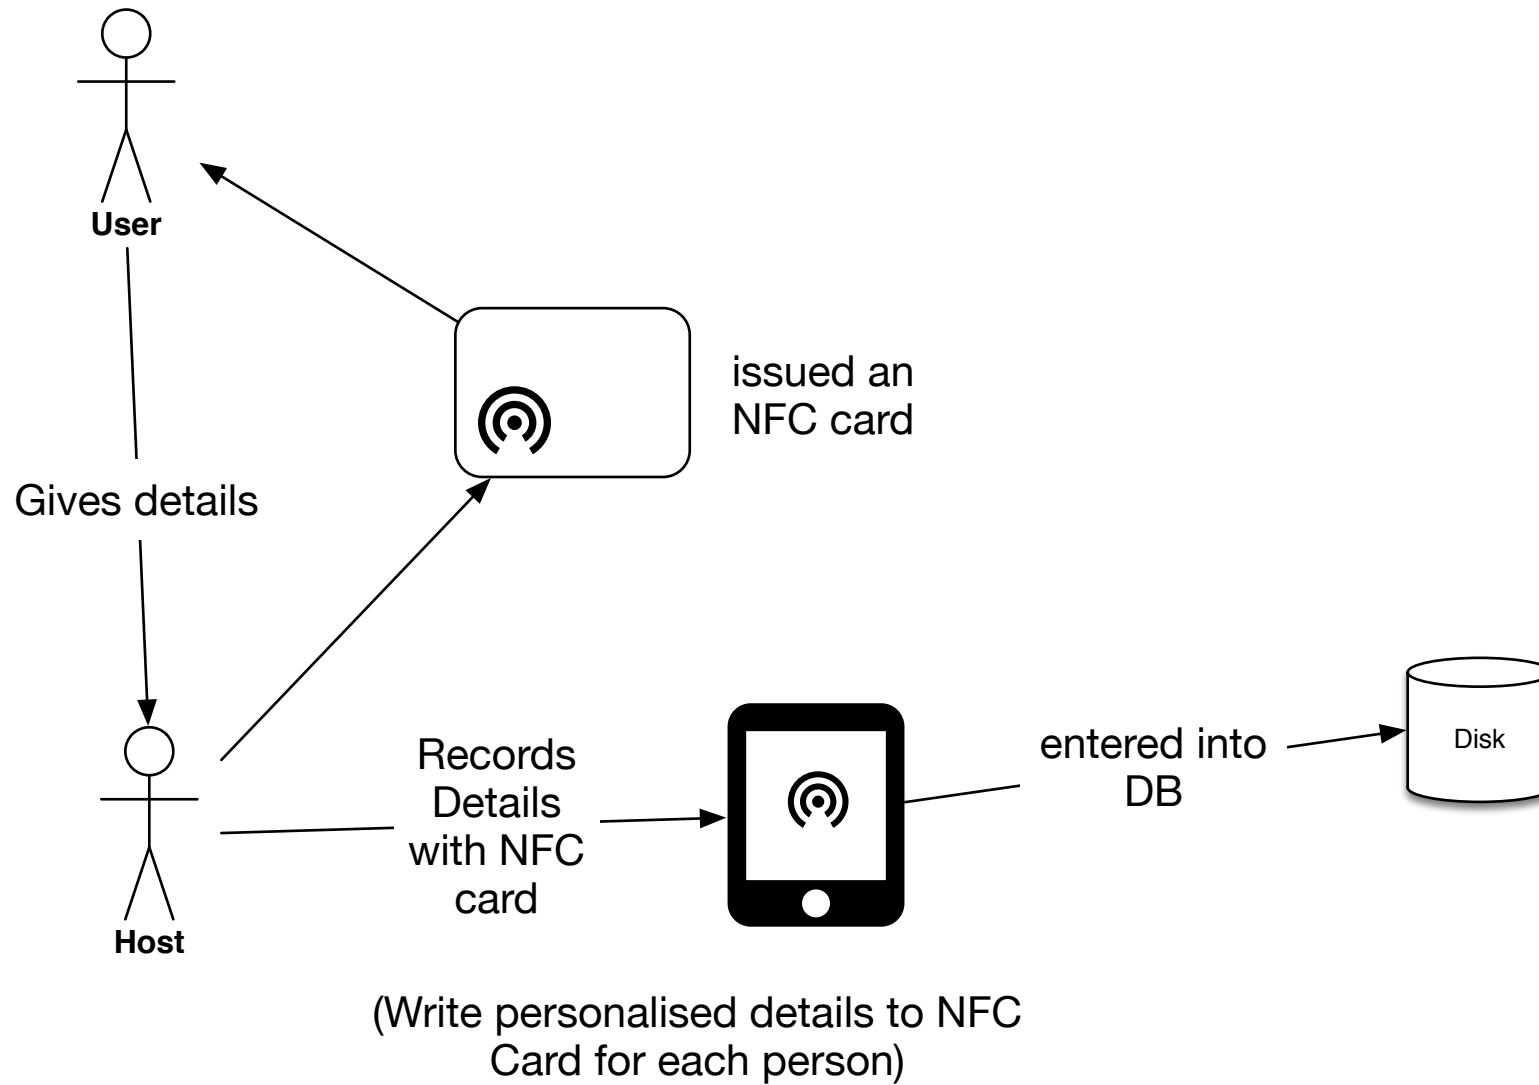 User
issued an
NFC card
Gives details
Records
Details
with NFC
card
entered into
DB
Disk
Host
(Write personalised details to NFC
Card for each person)